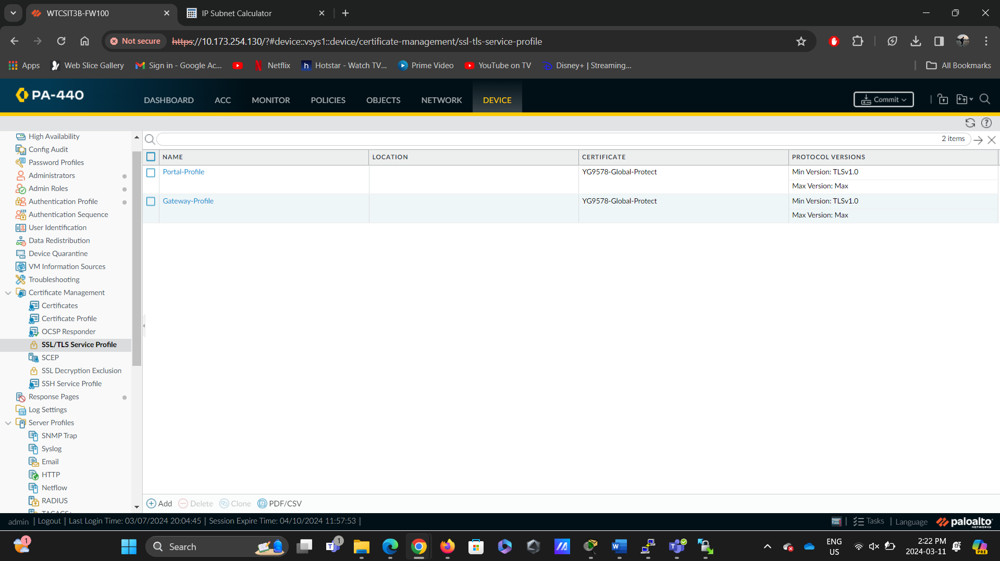 WTCSIT3B-FW100
IP Subnet Calculator
Not secure
https://10.173.254.130/?#device::vsys1::device/certificate-management/ssl-tls-service-profile
Apps
Web Slice Gallery
Sign in - Google Ac...
Netflix
Hotstar - Watch TV...
Prime Video
YouTube on TV
Disney+ | Streaming...
All Bookmarks
PA-440
DASHBOARD
ACC
MONITOR
POLICIES
OBJECTS
NETWORK
DEVICE
Commit
2 items
High Availability
Config Audit
Password Profiles
Administrators
Admin Roles
Authentication Profile
Authentication Sequence
User Identification
Data Redistribution
Device Quarantine
VM Information Sources
Troubleshooting
Certificate Management
Certificates
Certificate Profile
OCSP Responder
SSL/TLS Service Profile
SCEP
SSL Decryption Exclusion
SSH Service Profile
Response Pages
Log Settings
Server Profiles
SNMP Trap
Syslog
Email
HTTP
Netflow
RADIUS
TACACS+
NAME LOCATION CERTIFICATE PROTOCOL VERSIONS
Portal-Profile YG9578-Global-Protect Min Version: TLSv1.0
Max Version: Max
Gateway-Profile YG9578-Global-Protect Min Version: TLSv1.0
Max Version: Max
Add Delete Clone PDF/CSV
admin | Logout | Last Login Time: 03/07/2024 20:04:45 | Session Expire Time: 04/10/2024 11:57:53 |
| Tasks | Language
paloalto
NETWORKS
1
Search
1
ENG
US
2:22 PM
2024-03-11
PRE